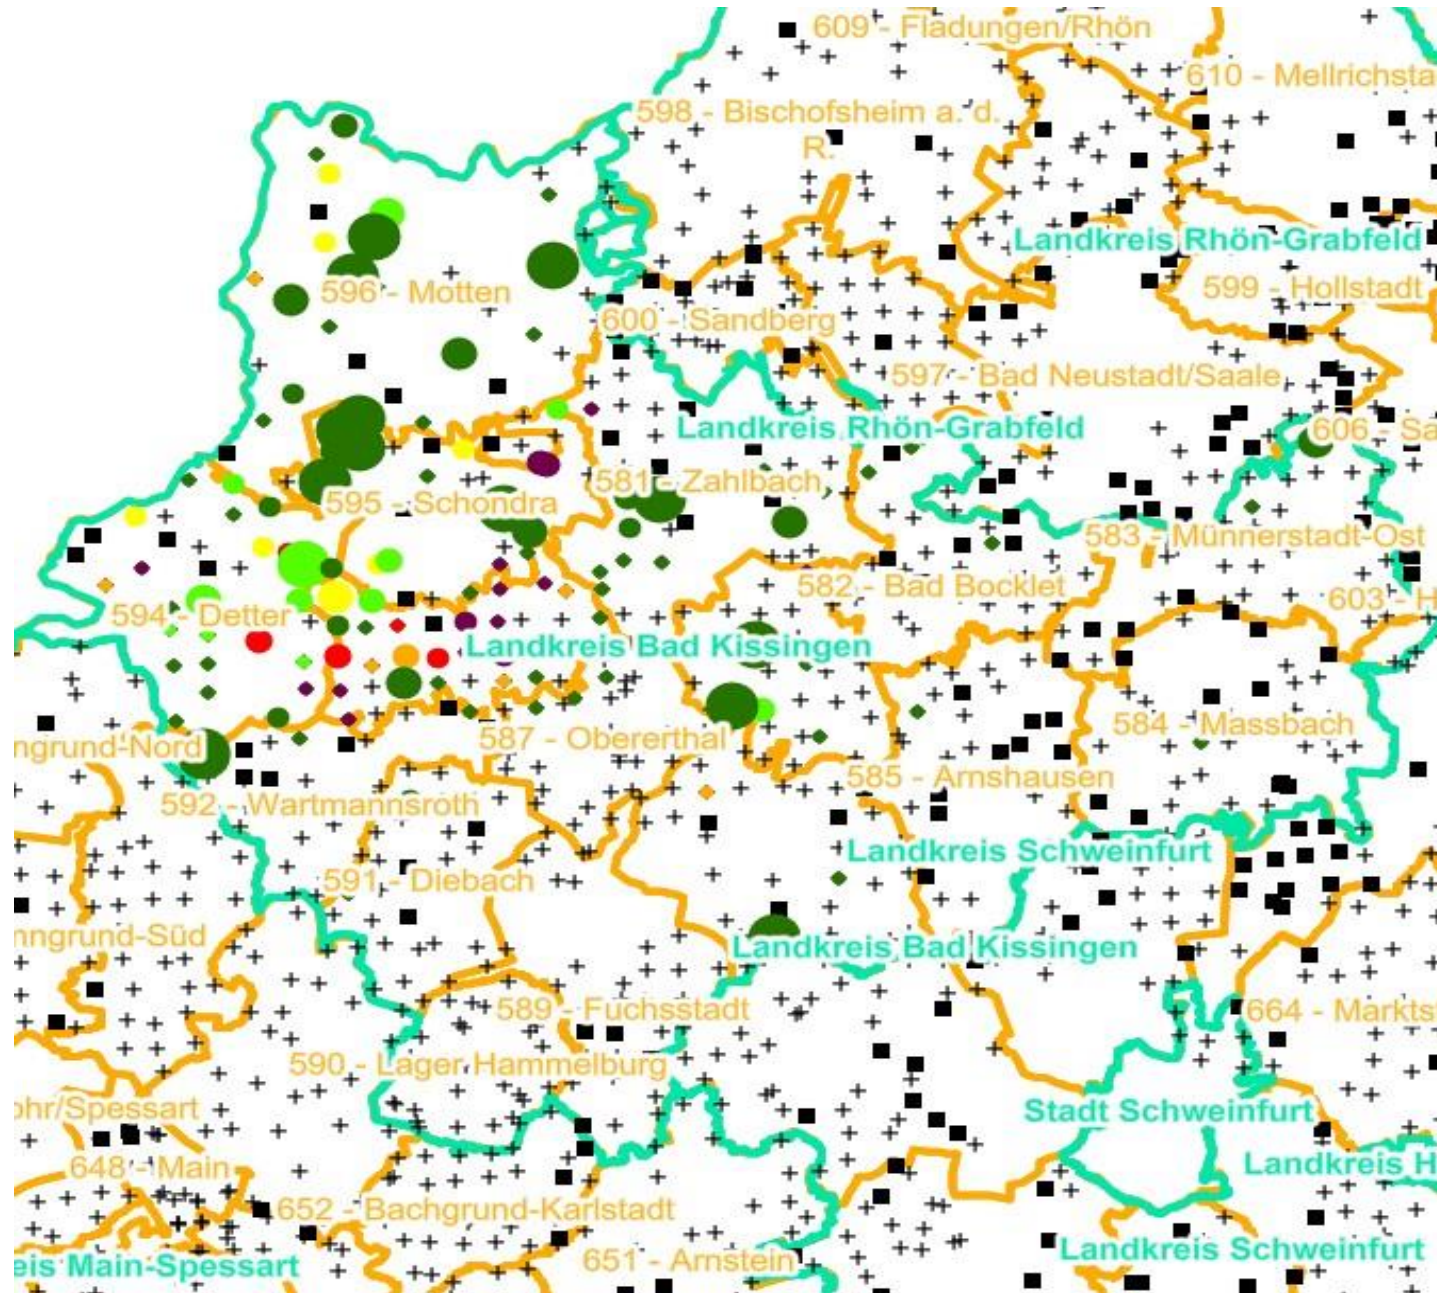 609 - Fladungen/Rhön
610 - Mellrichsta
598 - Bischofsheim a. d.
R.
Landkreis Rhön-Grabfeld
599 - Hollstadt
596 - Motten
600 - Sandberg
597 - Bad Neustadt/Saale
Landkreis Rhön-Grabfeld
606 - Sa
581 - Zahlbach
595 - Schondra
583 - Münnerstadt-Ost
582 - Bad Bocklet
603 - H
594 - Detter
Landkreis Bad Kissingen
584 - Massbach
587 - Obererthal
nngrund-Nord
585 - Arnshausen
592 - Wartmannsroth
Landkreis Schweinfurt
591 - Diebach
nngrund-Süd
Landkreis Bad Kissingen
589 - Fuchsstadt
664 - Marktst
590 - Lager Hammelburg
ohr/Spessart
Stadt Schweinfurt
648 - Main
Landkreis H
652 - Bachgrund-Karlstadt
Landkreis Schweinfurt
651 - Arnstein
eis Main-Spessart